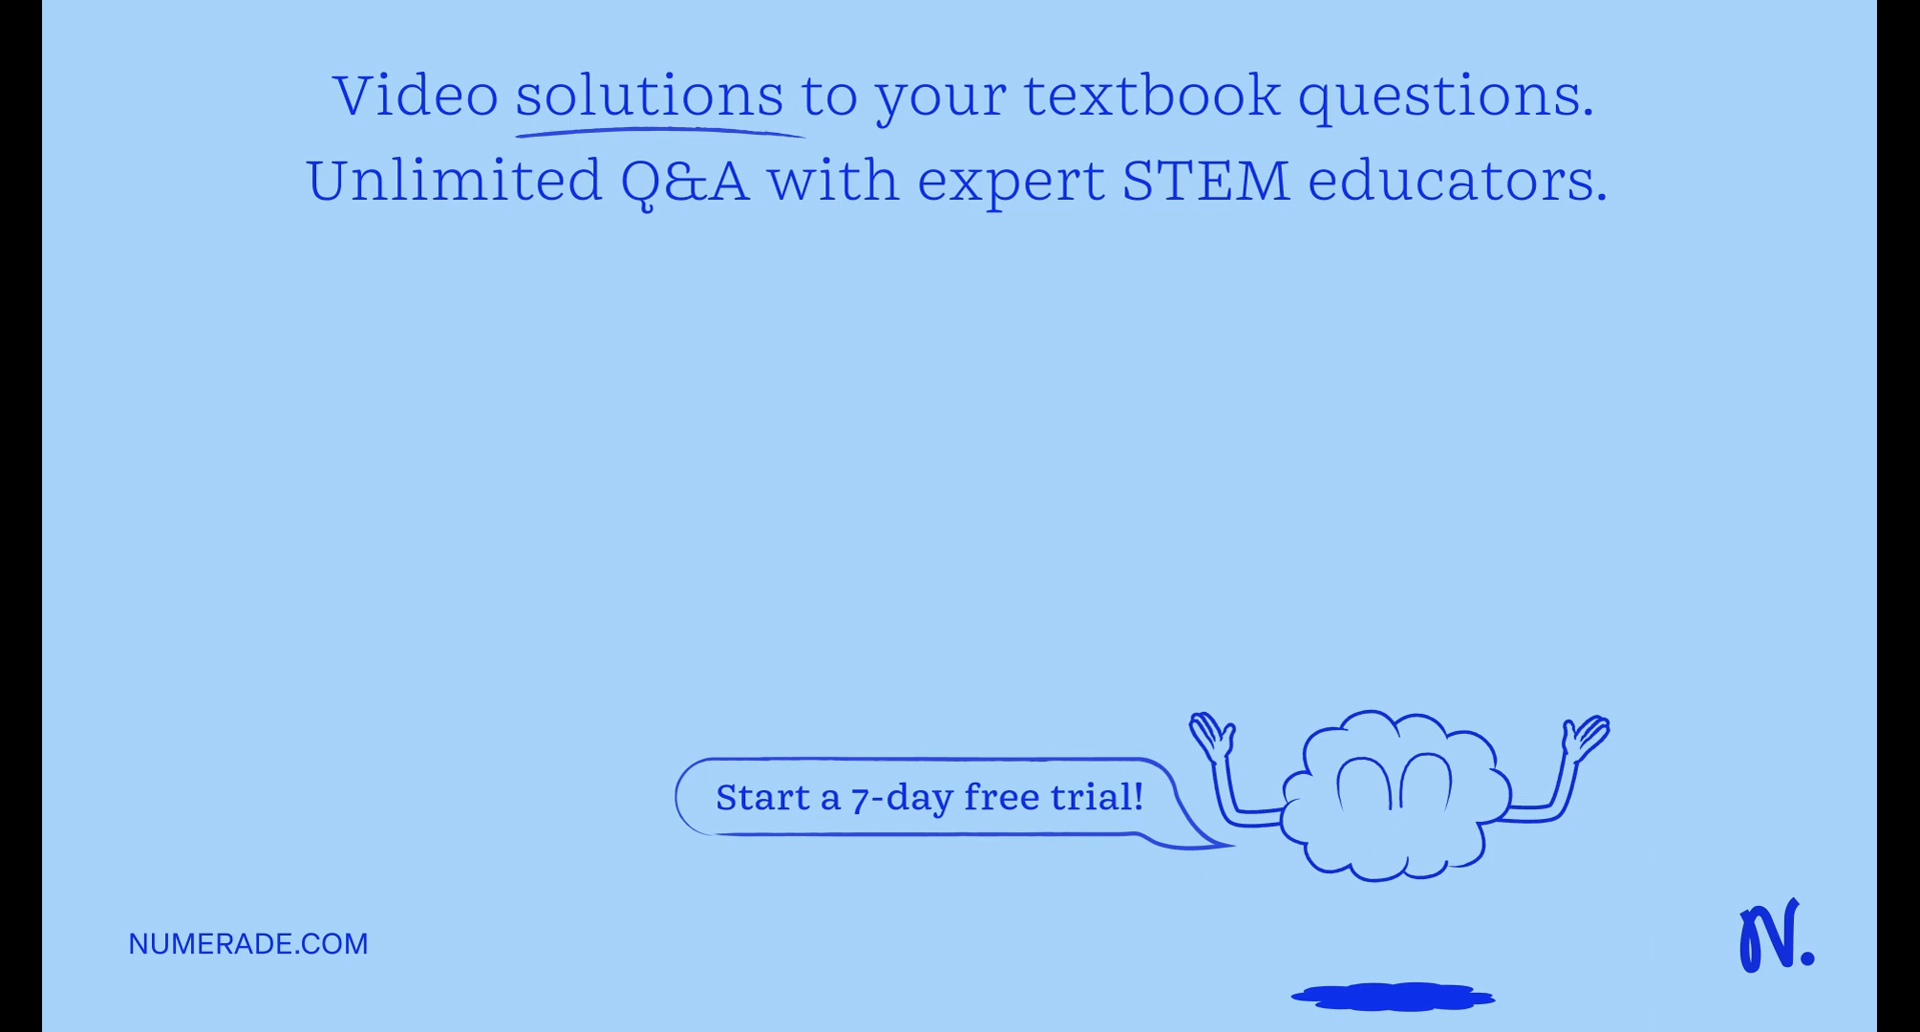 Video solutions to your textbook questions.
Unlimited Q&A with expert STEM educators.
Start a 7-day free trial!
NUMERADE.COM
N.